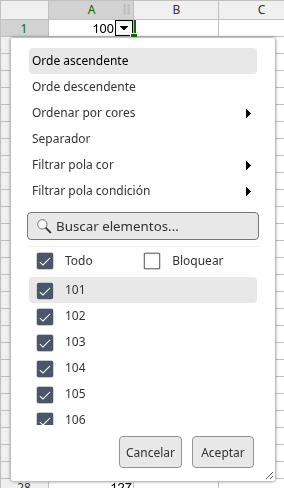 A B C
1 100
Orde ascendente
Orde descendente
Ordenar por cores
Separador
Filtrar pola cor
Filtrar pola condición
Buscar elementos...
Todo Bloquear
101
102
103
104
105
106
Cancelar Aceptar
28 127